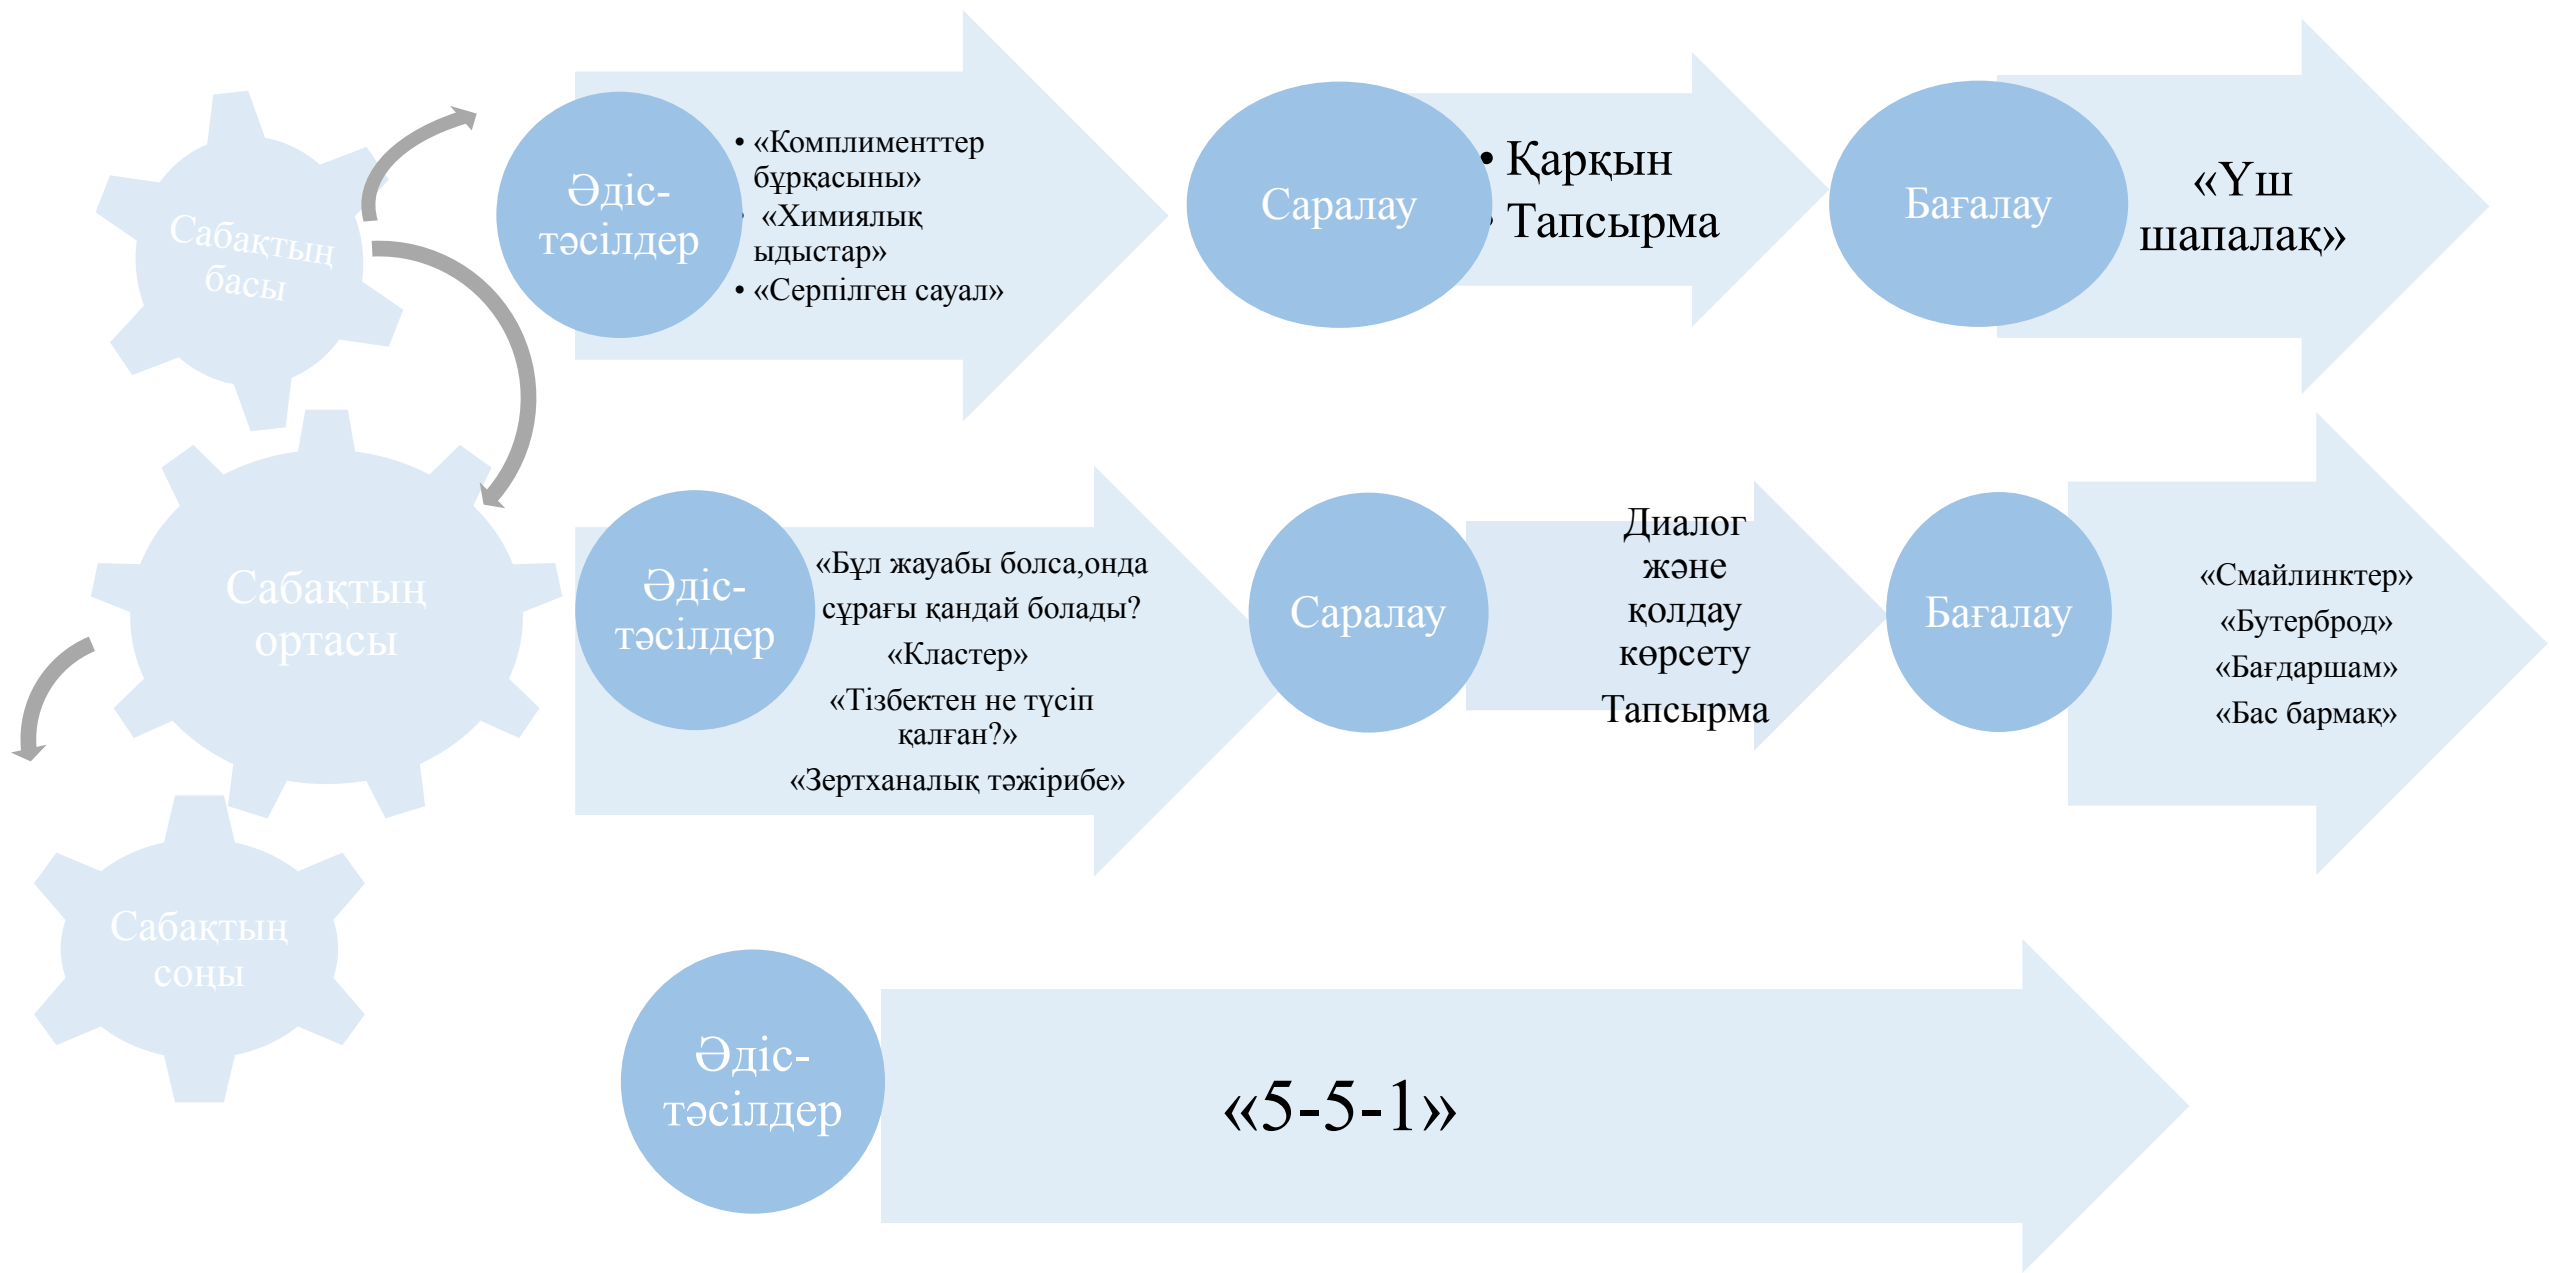 Сабақтың
басы
Әдіс-
тәсілдер
• «Комплименттер
бұрқасыны»
• «Химиялық
ыдыстар»
• «Серпілген сауал»
Саралау
• Қарқын
• Тапсырма
Бағалау
«Үш
шапалақ»
Сабақтың
ортасы
Әдіс-
тәсілдер
«Бұл жауабы болса,онда
сұрағы қандай болады?
«Кластер»
«Тізбектен не түсіп
қалған?»
«Зертханалық тәжірибе»
Саралау
Диалог
және
қолдау
көрсету
Тапсырма
Бағалау
«Смайлинктер»
«Бутерброд»
«Бағдаршам»
«Бас бармақ»
Сабақтың
соңы
Әдіс-
тәсілдер
«5-5-1»